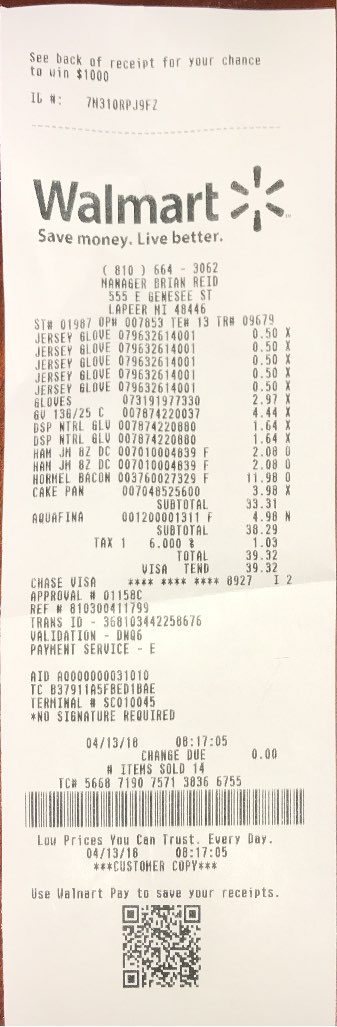 See back of receipt for your chance
to win $1000
ID #: 7N310RPJ9FZ
Walmart
Save money. Live better.
( 810 ) 664 - 3062
MANAGER BRIAN REID
555 E GENESEE ST
LAPEER MI 48446
ST# 01987 OP# 007853 TE# 13 TR# 09679
JERSEY GLOVE 079632614001 0.50 X
JERSEY GLOVE 079632614001 0.50 X
JERSEY GLOVE 079632614001 0.50 X
JERSEY GLOVE 079632614001 0.50 X
JERSEY GLOVE 079632614001 0.50 X
GLOVES 073191977330 2.97 X
GV 13G/25 C 007874220037 4.44 X
DSP NTRL GLV 007874220880 1.64 X
DSP NTRL GLV 007874220880 1.64 X
HAM JM 8Z DC 007010004839 F 2.08 O
HAM JM 8Z DC 007010004839 F 2.08 O
HORMEL BACON 003760027329 F 11.98 O
CAKE PAN 007048525600 3.98 X
SUBTOTAL 33.31
AQUAFINA 001200001311 F 4.98 N
SUBTOTAL 38.29
TAX 1 6.000 % 1.03
TOTAL 39.32
VISA TEND 39.32
CHASE VISA **** **** **** 8927 I 2
APPROVAL # 01158C
REF # 810300411799
TRANS ID - 368103442258676
VALIDATION - DNQ6
PAYMENT SERVICE - E
AID A0000000031010
TC B37911A5FBED1BAE
TERMINAL # SC010045
*NO SIGNATURE REQUIRED
04/13/18 08:17:05
CHANGE DUE 0.00
# ITEMS SOLD 14
TC# 5668 7190 7571 3836 6755
Low Prices You Can Trust. Every Day.
04/13/18 08:17:05
***CUSTOMER COPY***
Use Walmart Pay to save your receipts.